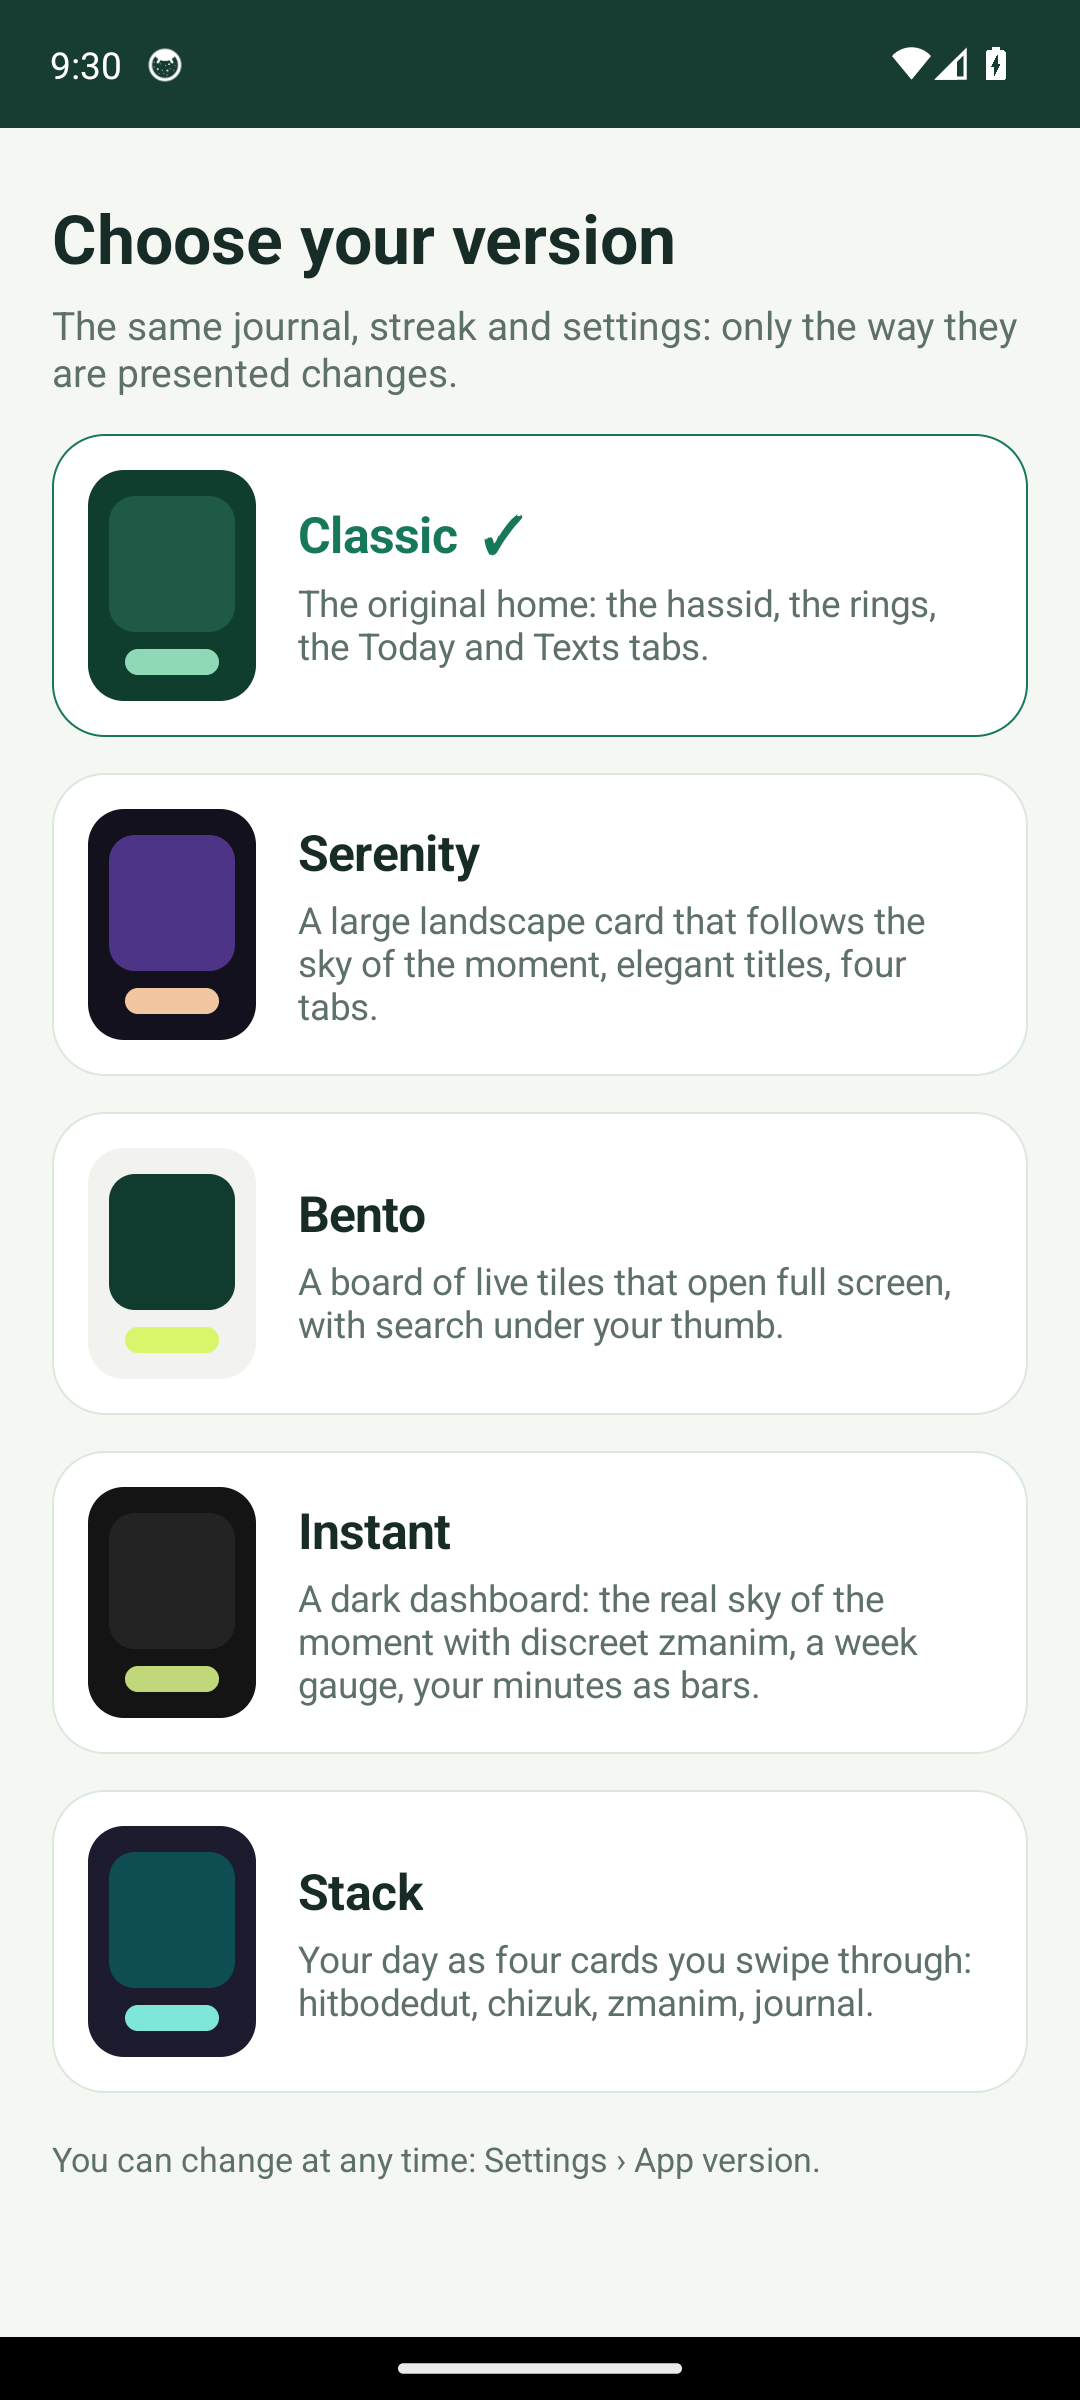 9:30
Choose your version
The same journal, streak and settings: only the way they
are presented changes.
Classic ✓
The original home: the hassid, the rings,
the Today and Texts tabs.
Serenity
A large landscape card that follows the
sky of the moment, elegant titles, four
tabs.
Bento
A board of live tiles that open full screen,
with search under your thumb.
Instant
A dark dashboard: the real sky of the
moment with discreet zmanim, a week
gauge, your minutes as bars.
Stack
Your day as four cards you swipe through:
hitbodedut, chizuk, zmanim, journal.
You can change at any time: Settings › App version.